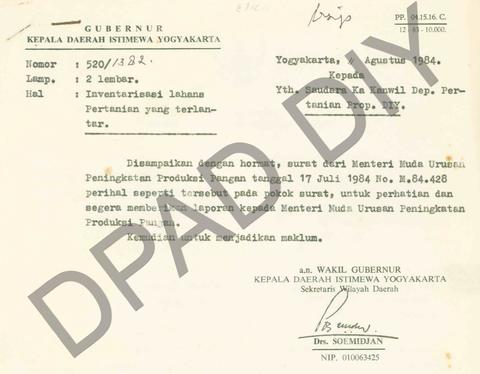 GUBERNUR
KEPALA DAERAH ISTIMEWA YOGYAKARTA
PP. 04.15.16. C.
12-83-10.000.
Nomor : 520/1382.
Lamp. : 2 lembar.
Hal : Inventarisasi lahans
Pertanian yang terlan-
tar.
Yogyakarta, Agustus 1984.
Kepada
Yth. Saudara Ka Kanwil Dep. Per-
tanian Prop. DIY.
Disampaikan dengan hormat, surat dari Menteri Muda Urusan
Peningkatan Produksi Pangan tanggal 17 Juli 1984 No. M.84.428
perihal seperti tersebut pada pokok surat, untuk perhatian dan
segera memberikan laporan kepada Menteri Muda Urusan Peningkatan
Produksi Pangan.
Kemudian untuk menjadikan maklum.
a.n. WAKIL GUBERNUR
KEPALA DAERAH ISTIMEWA YOGYAKARTA
Sekretaris Wilayah Daerah
Drs. SOEMIDJAN
NIP. 010063425
DPAD DIY